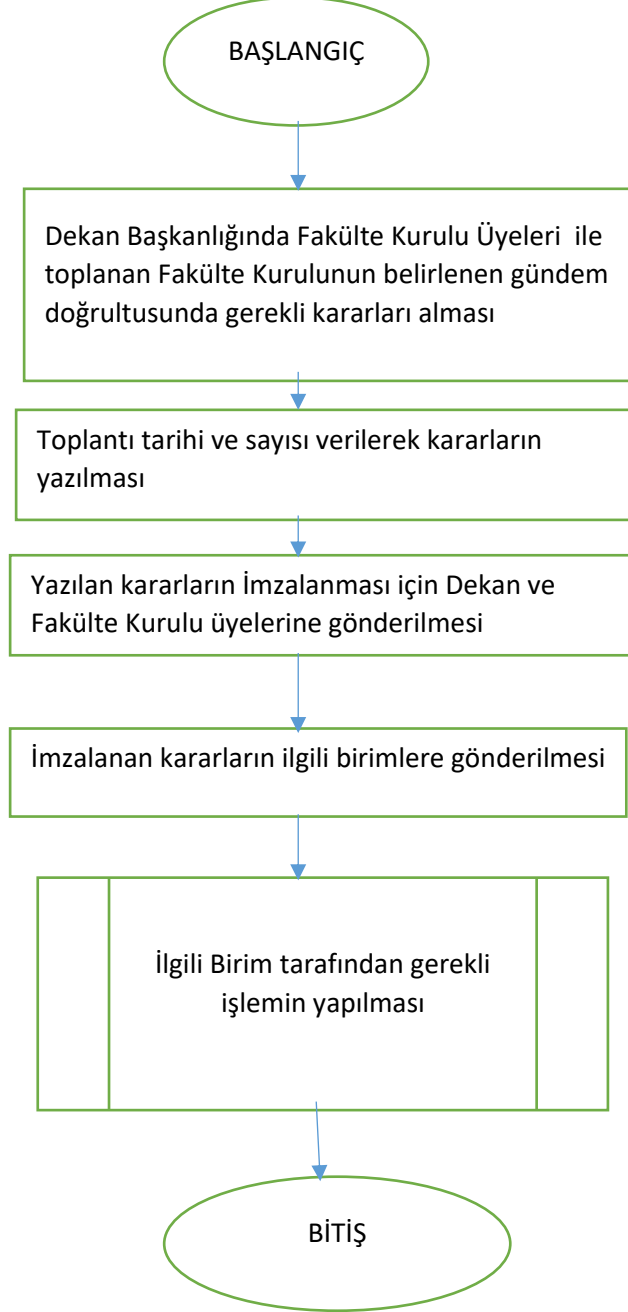 BAŞLANGIÇ
Dekan Başkanlığında Fakülte Kurulu Üyeleri  ile
toplanan Fakülte Kurulunun belirlenen gündem
doğrultusunda gerekli kararları alması
Toplantı tarihi ve sayısı verilerek kararların
yazılması
Yazılan kararların İmzalanması için Dekan ve
Fakülte Kurulu üyelerine gönderilmesi
İmzalanan kararların ilgili birimlere gönderilmesi
İlgili Birim tarafından gerekli
işlemin yapılması
BİTİŞ